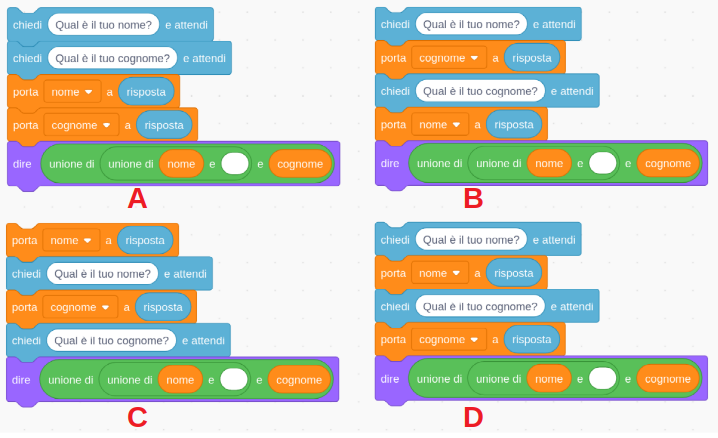 chiedi Qual è il tuo nome? e attendi
chiedi Qual è il tuo cognome? e attendi
porta nome a risposta
porta cognome a risposta
dire unione di unione di nome e e cognome
A
chiedi Qual è il tuo nome? e attendi
porta cognome a risposta
chiedi Qual è il tuo cognome? e attendi
porta nome a risposta
dire unione di unione di nome e e cognome
B
porta nome a risposta
chiedi Qual è il tuo nome? e attendi
porta cognome a risposta
chiedi Qual è il tuo cognome? e attendi
dire unione di unione di nome e e cognome
C
chiedi Qual è il tuo nome? e attendi
porta nome a risposta
chiedi Qual è il tuo cognome? e attendi
porta cognome a risposta
dire unione di unione di nome e e cognome
D